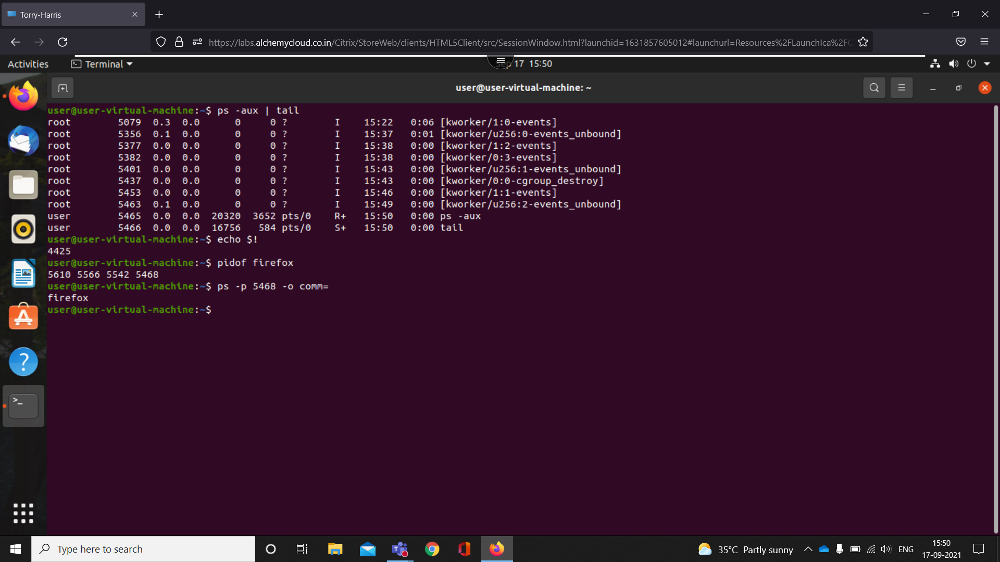 Torry-Harris
https://labs.alchemycloud.co.in/Citrix/StoreWeb/clients/HTML5Client/src/SessionWindow.html?launchid=1631857605012#launchurl=Resources%2FLaunchIca%2FC
Activities Terminal Sep 17 15:50
user@user-virtual-machine: ~
user@user-virtual-machine:~$ ps -aux | tail
root 5079 0.3 0.0 0 0 ? I 15:22 0:06 [kworker/1:0-events]
root 5356 0.1 0.0 0 0 ? I 15:37 0:01 [kworker/u256:0-events_unbound]
root 5377 0.0 0.0 0 0 ? I 15:38 0:00 [kworker/1:2-events]
root 5382 0.0 0.0 0 0 ? I 15:38 0:00 [kworker/0:3-events]
root 5401 0.0 0.0 0 0 ? I 15:43 0:00 [kworker/u256:1-events_unbound]
root 5437 0.0 0.0 0 0 ? I 15:43 0:00 [kworker/0:0-cgroup_destroy]
root 5453 0.0 0.0 0 0 ? I 15:46 0:00 [kworker/1:1-events]
root 5463 0.1 0.0 0 0 ? I 15:49 0:00 [kworker/u256:2-events_unbound]
user 5465 0.0 0.0 20320 3652 pts/0 R+ 15:50 0:00 ps -aux
user 5466 0.0 0.0 16756 584 pts/0 S+ 15:50 0:00 tail
user@user-virtual-machine:~$ echo $!
4425
user@user-virtual-machine:~$ pidof firefox
5610 5566 5542 5468
user@user-virtual-machine:~$ ps -p 5468 -o comm=
firefox
user@user-virtual-machine:~$
Type here to search
35°C Partly sunny
ENG
15:50
17-09-2021